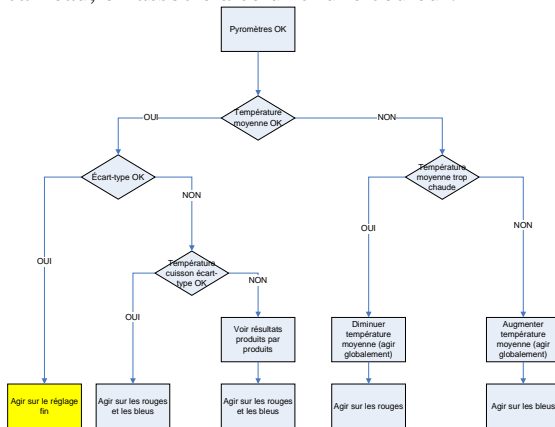 Pyromètres OK
Température
moyenne OK
OUI
NON
Écart-type OK
Température
moyenne trop
chaude
NON
OUI
NON
OUI
Température
cuisson écart-
type OK
NON
OUI
Voir résultats
produits par
produits
Diminuer
température
moyenne (agir
globalement)
Augmenter
température
moyenne (agir
globalement)
Agir sur le réglage
fin
Agir sur les rouges
et les bleus
Agir sur les rouges
et les bleus
Agir sur les rouges
Agir sur les bleus